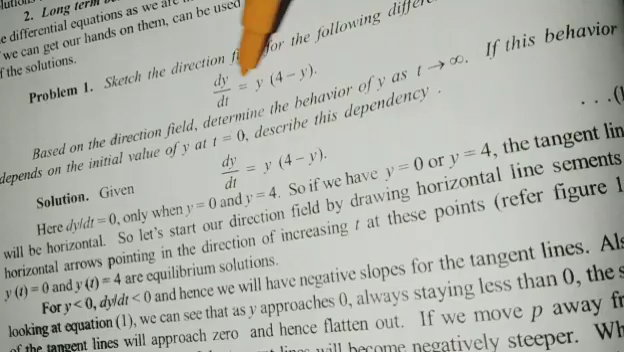 2. Long term
e differential equations as we are
we can get our hands on them, can be used
f the solutions.
Problem 1. Sketch the direction for the following
dy/dt = y (4 – y).
Based on the direction field, determine the behavior of y as t → ∞. If this behavior
depends on the initial value of y at t = 0, describe this dependency .
Solution. Given dy/dt = y (4 – y). . . .(
Here dy/dt = 0, only when y = 0 and y = 4. So if we have y = 0 or y = 4, the tangent lin
will be horizontal. So let's start our direction field by drawing horizontal line sements
horizontal arrows pointing in the direction of increasing t at these points (refer figure 1
y (t) = 0 and y (t) = 4 are equilibrium solutions.
For y < 0, dy/dt < 0 and hence we will have negative slopes for the tangent lines. Als
looking at equation (1), we can see that as y approaches 0, always staying less than 0, the s
of the tangent lines will approach zero and hence flatten out. If we move p away fr
will become negatively steeper. Wh